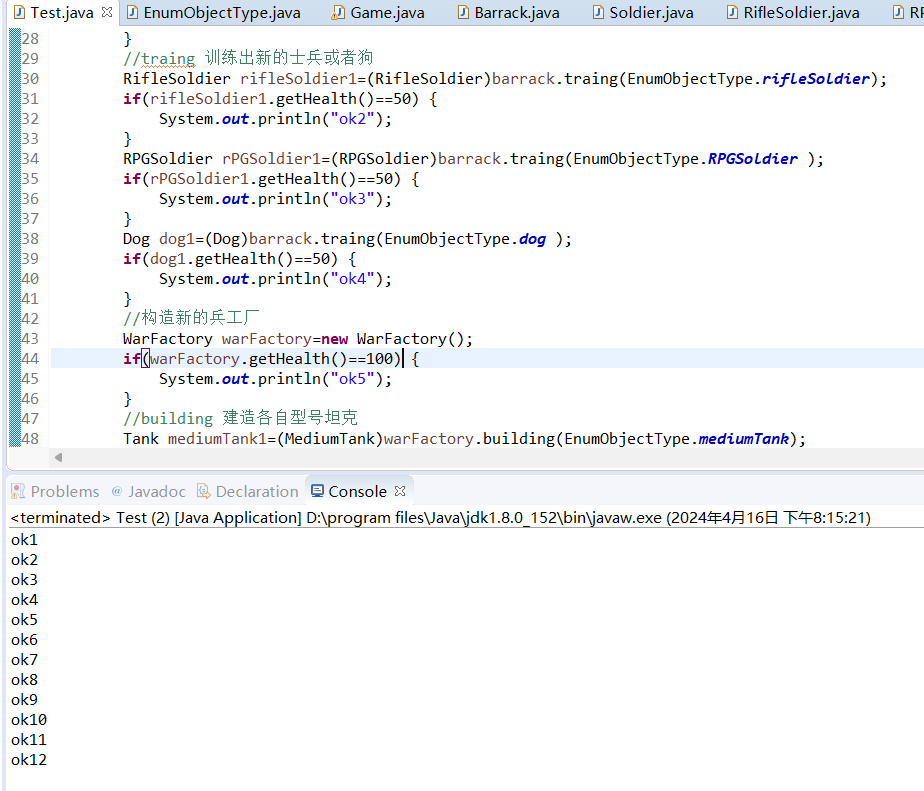 Test.java EnumObjectType.java Game.java Barrack.java Soldier.java RifleSoldier.java RP
28 }
29 //traing 训练出新的士兵或者狗
30 RifleSoldier rifleSoldier1=(RifleSoldier)barrack.traing(EnumObjectType.rifleSoldier);
31 if(rifleSoldier1.getHealth()==50) {
32 System.out.println("ok2");
33 }
34 RPGSoldier rPGSoldier1=(RPGSoldier)barrack.traing(EnumObjectType.RPGSoldier );
35 if(rPGSoldier1.getHealth()==50) {
36 System.out.println("ok3");
37 }
38 Dog dog1=(Dog)barrack.traing(EnumObjectType.dog );
39 if(dog1.getHealth()==50) {
40 System.out.println("ok4");
41 }
42 //构造新的兵工厂
43 WarFactory warFactory=new WarFactory();
44 if(warFactory.getHealth()==100) {
45 System.out.println("ok5");
46 }
47 //building 建造各自型号坦克
48 Tank mediumTank1=(MediumTank)warFactory.building(EnumObjectType.mediumTank);
Problems @ Javadoc Declaration Console
<terminated> Test (2) [Java Application] D:\program files\Java\jdk1.8.0_152\bin\javaw.exe (2024年4月16日 下午8:15:21)
ok1
ok2
ok3
ok4
ok5
ok6
ok7
ok8
ok9
ok10
ok11
ok12